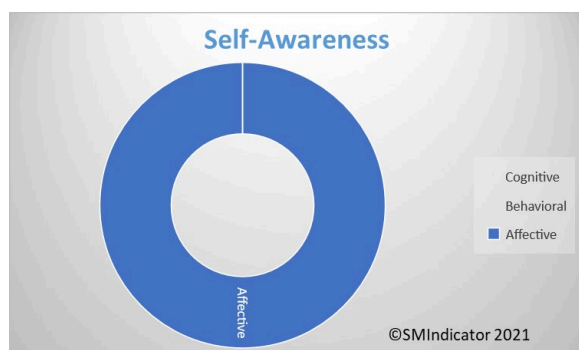 Self-Awareness
Cognitive
Behavioral
Affective
Affective
©SMIndicator 2021